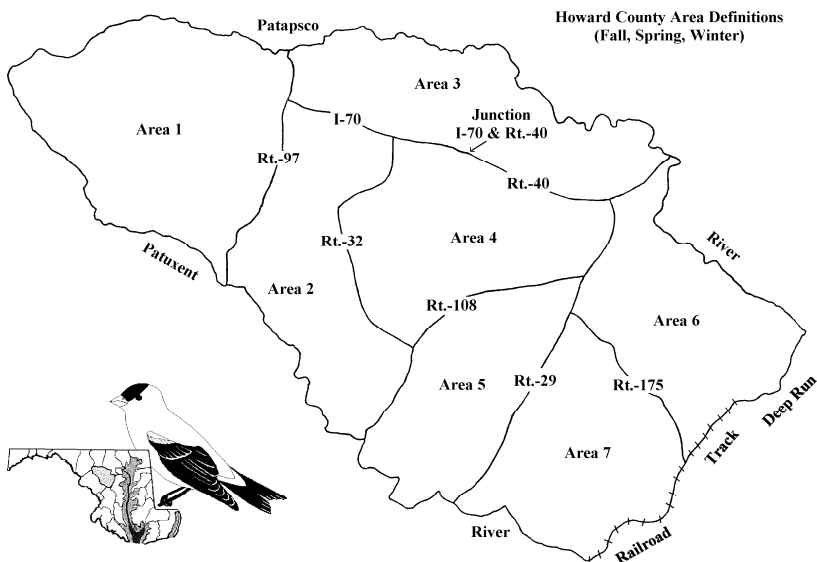 Howard County Area Definitions
(Fall, Spring, Winter)
Patapsco
Area 3
Junction
I-70 & Rt.-40
I-70
Area 1
Rt.-97
Rt.-40
Rt.-32
Area 4
River
Patuxent
Area 2
Rt.-108
Area 6
Area 5
Rt.-29
Rt.-175
Deep Run
Track
Area 7
River
Railroad